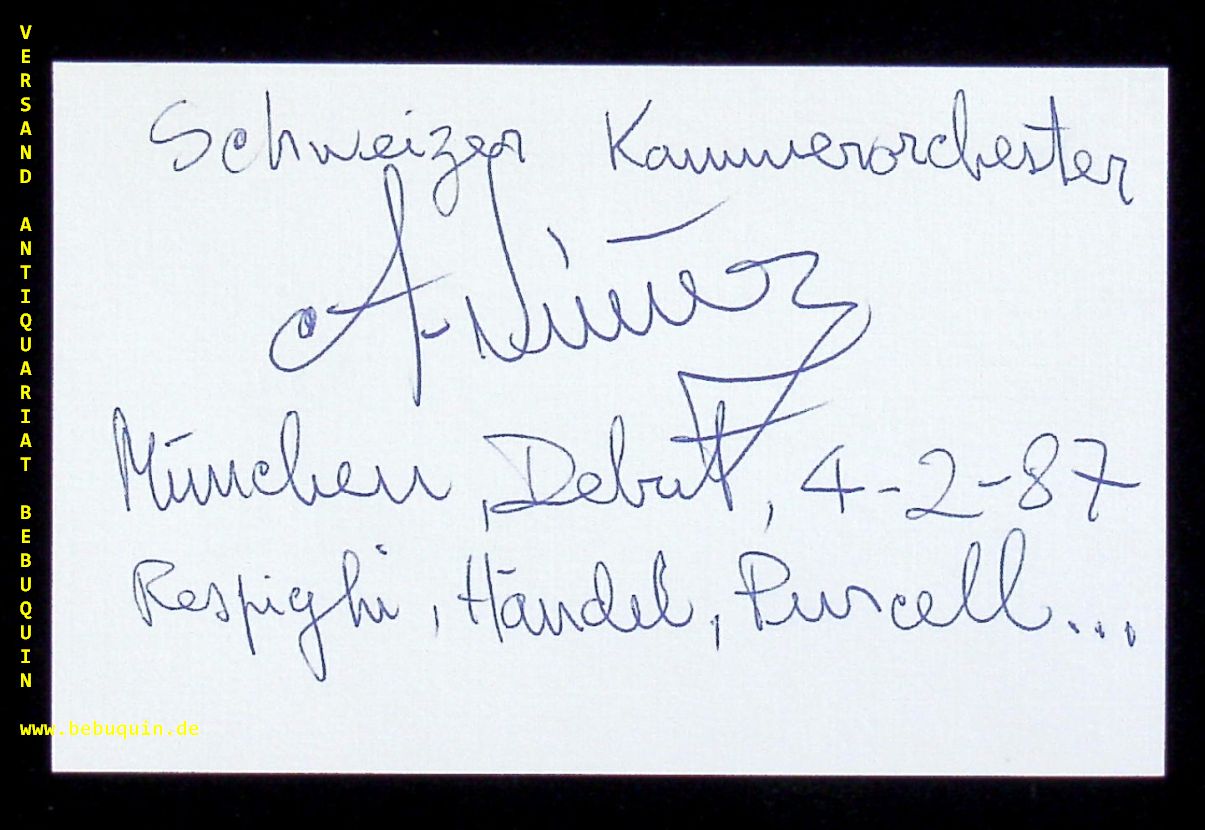 VERSAND ANTIQUARIAT BEBUQUIN
Schweizer Kammerorchester
München, Debut, 4-2-87
Respighi, Händel, Purcell...
www.bebuquin.de